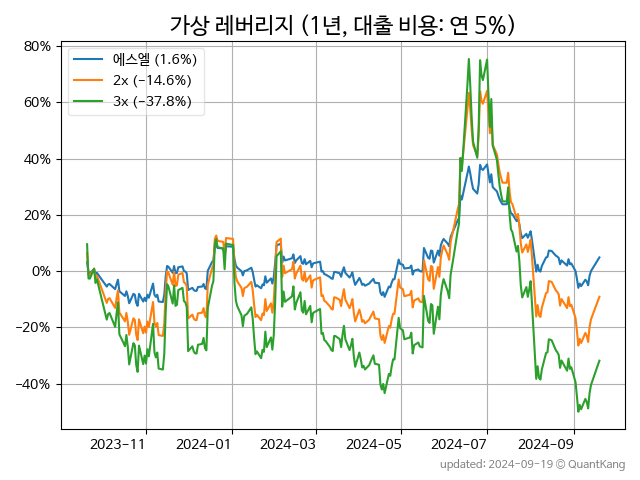 가상 레버리지 (1년, 대출 비용: 연 5%)
80%
60%
40%
20%
0%
−20%
−40%
에스엘 (1.6%)
2x (−14.6%)
3x (−37.8%)
2023-11
2024-01
2024-03
2024-05
2024-07
2024-09
updated: 2024-09-19 © QuantKang